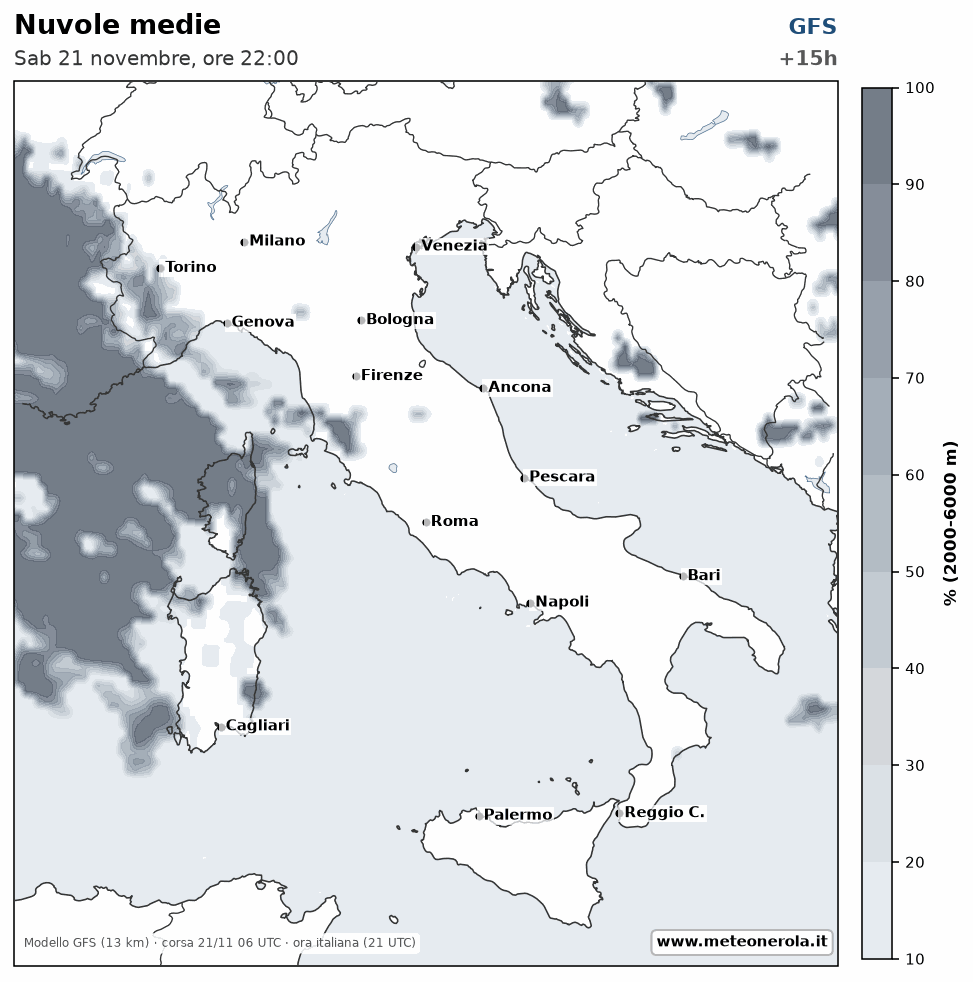 Nuvole medie
GFS
Sab 21 novembre, ore 22:00
+15h
100
90
80
70
60
50
40
30
20
10
% (2000-6000 m)
Milano
Venezia
Torino
Genova
Bologna
Firenze
Ancona
Pescara
Roma
Bari
Napoli
Cagliari
Palermo
Reggio C.
Modello GFS (13 km) · corsa 21/11 06 UTC · ora italiana (21 UTC)
www.meteonerola.it